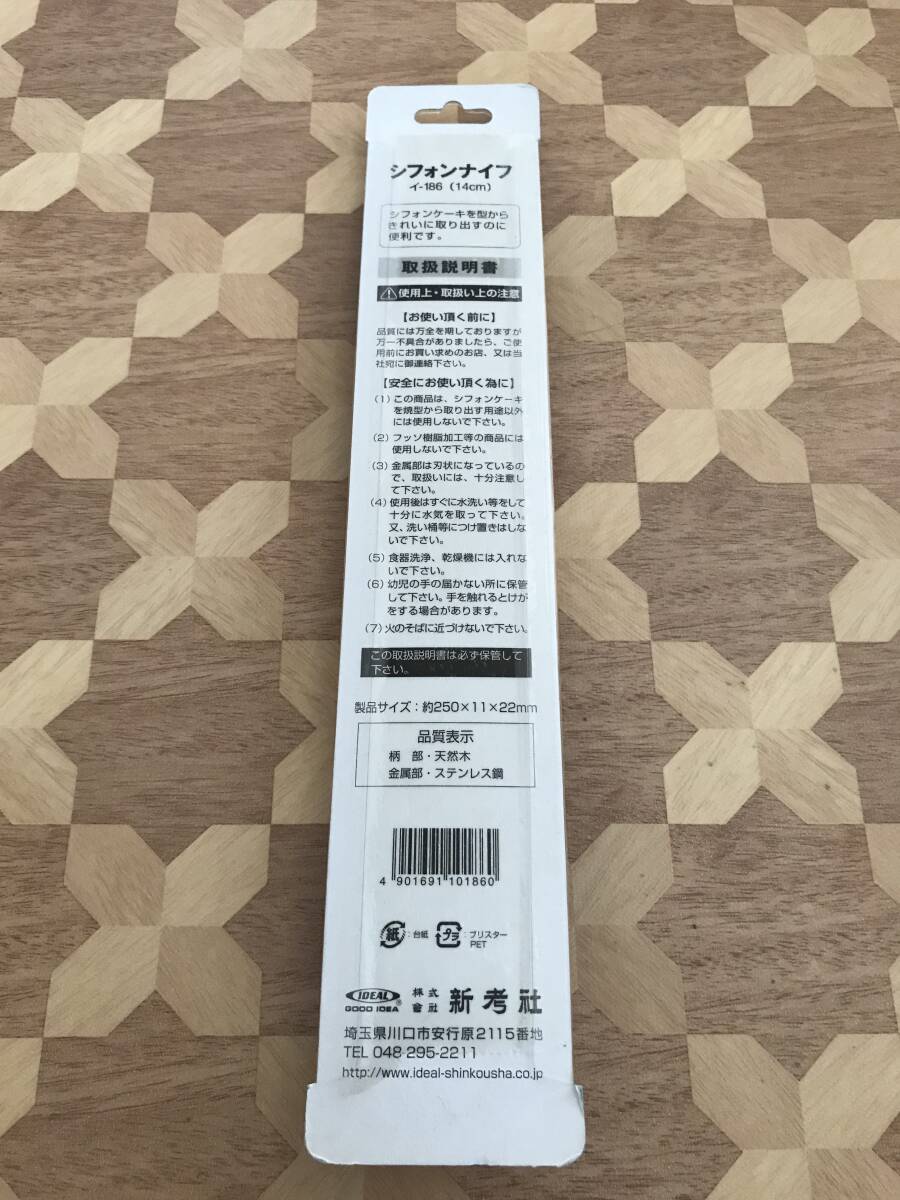 シフォンナイフ
イ-186(14cm)
シフォンケーキを型から
きれいに取り出すのに
便利です。
取扱説明書
使用上・取扱い上の注意
【お使い頂く前に】
品質には万全を期しておりますが
万一不具合がありましたら、ご使
用前にお買い求めのお店、又は当
社宛に御連絡下さい。
【安全にお使い頂く為に】
(1)この商品は、シフォンケーキ
を焼型から取り出す用途以外
には使用しないで下さい。
(2)フッソ樹脂加工等の商品には
使用しないで下さい。
(3)金属部は刃状になっているの
で、取扱いには、十分注意し
て下さい。
(4)使用後はすぐに水洗い等をして
十分に水気を取って下さい。
又、洗い桶等につけ置きはしな
いで下さい。
(5)食器洗浄、乾燥機には入れな
いで下さい。
(6)幼児の手の届かない所に保管
して下さい。手を触れるとけが
をする場合があります。
(7)火のそばに近づけないで下さい。
この取扱説明書は必ず保管して
下さい。
製品サイズ:約250×11×22mm
品質表示
柄 部・天然木
金属部・ステンレス鋼
4 901691 101860
紙:台紙 プラ:ブリスター
PET
IDEAL
GOOD IDEA® 株式會社 新考社
埼玉県川口市安行原2115番地
TEL 048-295-2211
http://www.ideal-shinkousha.co.jp